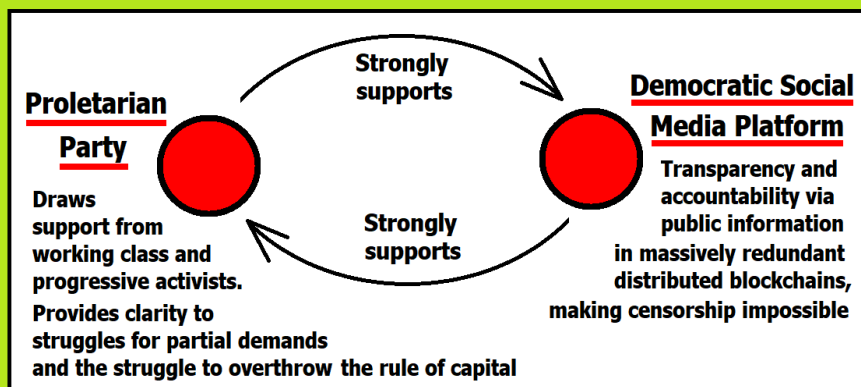 Proletarian
Party
Draws
support from
working class and
progressive activists.
Provides clarity to
struggles for partial demands
and the struggle to overthrow the rule of capital
Strongly
supports
Strongly
supports
Democratic Social
Media Platform
Transparency and
accountability via
public information
in massively redundant
distributed blockchains,
making censorship impossible